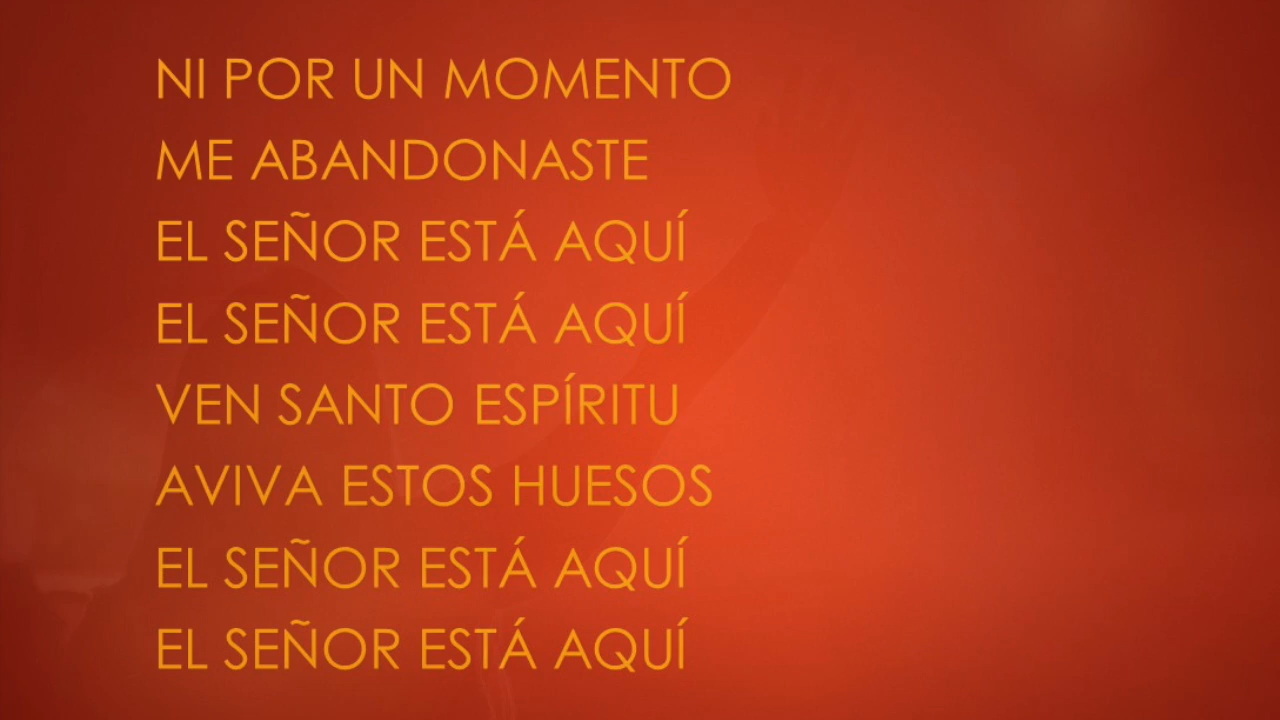 NI POR UN MOMENTO
ME ABANDONASTE
EL SEÑOR ESTÁ AQUÍ
EL SEÑOR ESTÁ AQUÍ
VEN SANTO ESPÍRITU
AVIVA ESTOS HUESOS
EL SEÑOR ESTÁ AQUÍ
EL SEÑOR ESTÁ AQUÍ